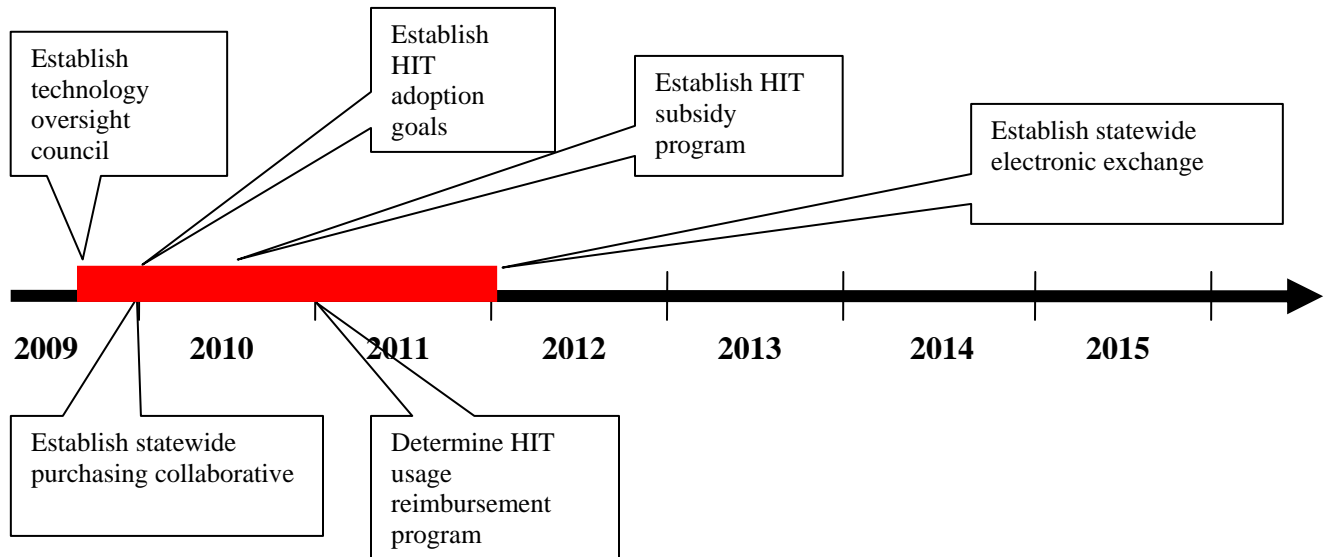 Establish
technology
oversight
council
Establish
HIT
adoption
goals
Establish HIT
subsidy
program
Establish statewide
electronic exchange
2009
2010
2011
2012
2013
2014
2015
Establish statewide
purchasing collaborative
Determine HIT
usage
reimbursement
program